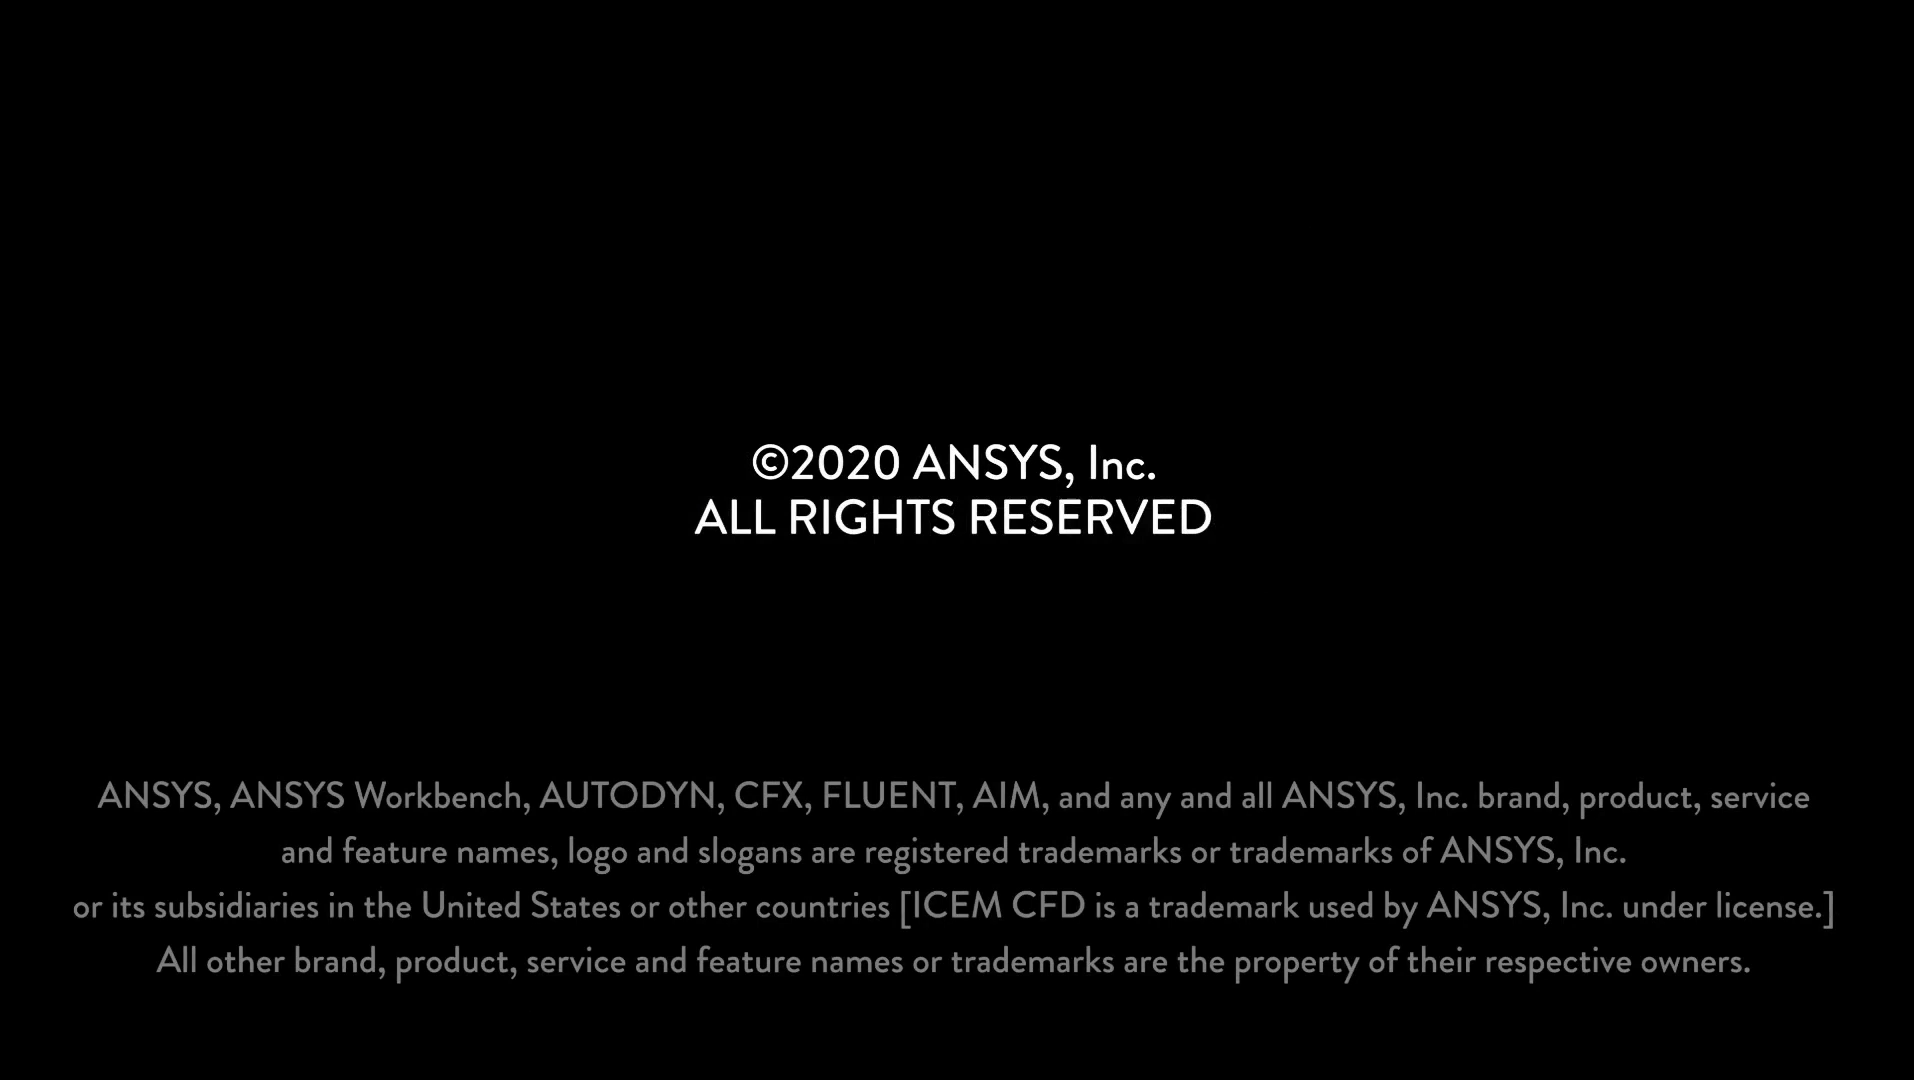 ©2020 ANSYS, Inc.
ALL RIGHTS RESERVED
ANSYS, ANSYS Workbench, AUTODYN, CFX, FLUENT, AIM, and any and all ANSYS, Inc. brand, product, service
and feature names, logo and slogans are registered trademarks or trademarks of ANSYS, Inc.
or its subsidiaries in the United States or other countries [ICEM CFD is a trademark used by ANSYS, Inc. under license.]
All other brand, product, service and feature names or trademarks are the property of their respective owners.